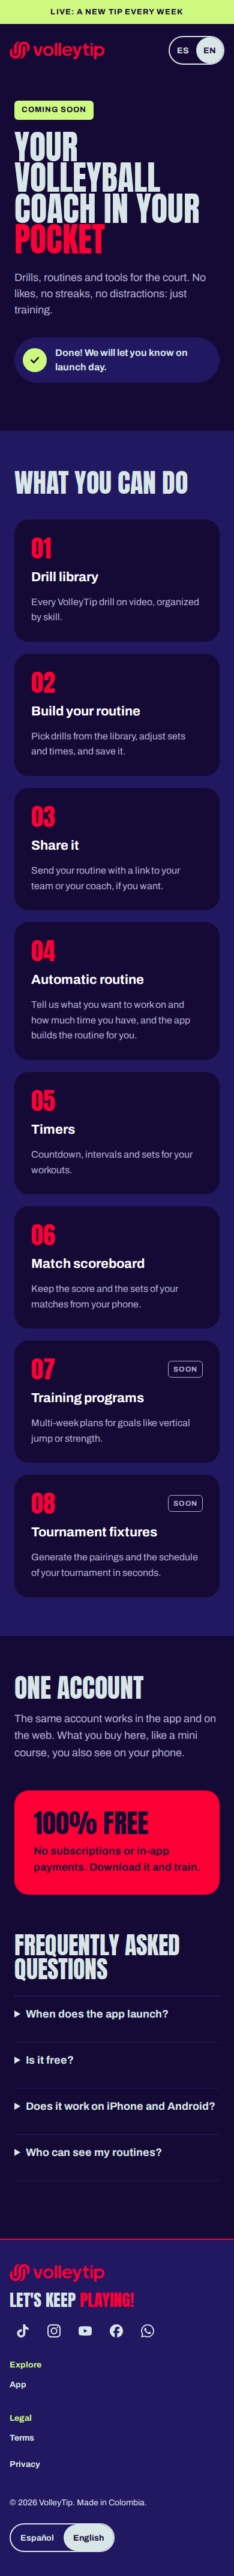 LIVE: A NEW TIP EVERY WEEK
volleytip
ES EN
COMING SOON
YOUR
VOLLEYBALL
COACH IN YOUR
POCKET
Drills, routines and tools for the court. No
likes, no streaks, no distractions: just
training.
Done! We will let you know on
launch day.
WHAT YOU CAN DO
01
Drill library
Every VolleyTip drill on video, organized
by skill.
02
Build your routine
Pick drills from the library, adjust sets
and times, and save it.
03
Share it
Send your routine with a link to your
team or your coach, if you want.
04
Automatic routine
Tell us what you want to work on and
how much time you have, and the app
builds the routine for you.
05
Timers
Countdown, intervals and sets for your
workouts.
06
Match scoreboard
Keep the score and the sets of your
matches from your phone.
07
SOON
Training programs
Multi-week plans for goals like vertical
jump or strength.
08
SOON
Tournament fixtures
Generate the pairings and the schedule
of your tournament in seconds.
ONE ACCOUNT
The same account works in the app and on
the web. What you buy here, like a mini
course, you also see on your phone.
100% FREE
No subscriptions or in-app
payments. Download it and train.
FREQUENTLY ASKED
QUESTIONS
When does the app launch?
Is it free?
Does it work on iPhone and Android?
Who can see my routines?
volleytip
LET'S KEEP PLAYING!
Explore
App
Legal
Terms
Privacy
© 2026 VolleyTip. Made in Colombia.
Español English